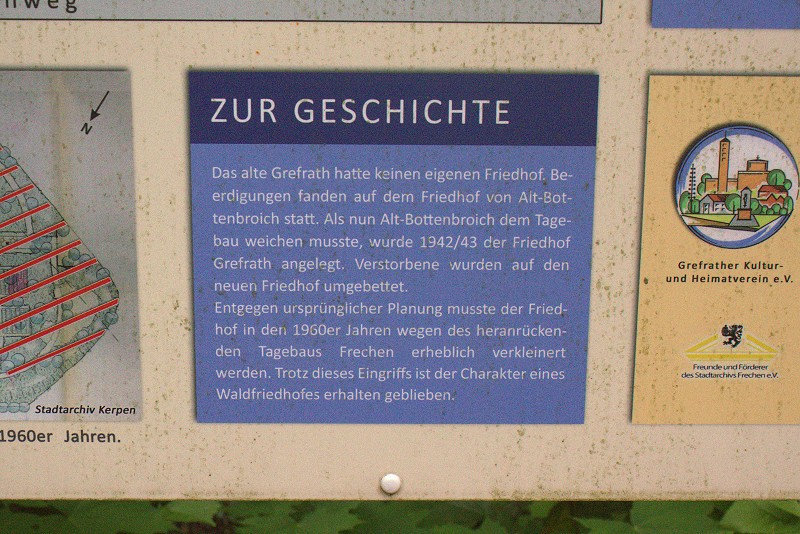 nweg
N
Stadtarchiv Kerpen
1960er Jahren.
ZUR GESCHICHTE
Das alte Grefrath hatte keinen eigenen Friedhof. Be-
erdigungen fanden auf dem Friedhof von Alt-Bot-
tenbroich statt. Als nun Alt-Bottenbroich dem Tage-
bau weichen musste, wurde 1942/43 der Friedhof
Grefrath angelegt. Verstorbene wurden auf den
neuen Friedhof umgebettet.
Entgegen ursprünglicher Planung musste der Fried-
hof in den 1960er Jahren wegen des heranrücken-
den Tagebaus Frechen erheblich verkleinert
werden. Trotz dieses Eingriffs ist der Charakter eines
Waldfriedhofes erhalten geblieben.
Grefrather Kultur-
und Heimatverein e.V.
Freunde und Förderer
des Stadtarchivs Frechen e.V.